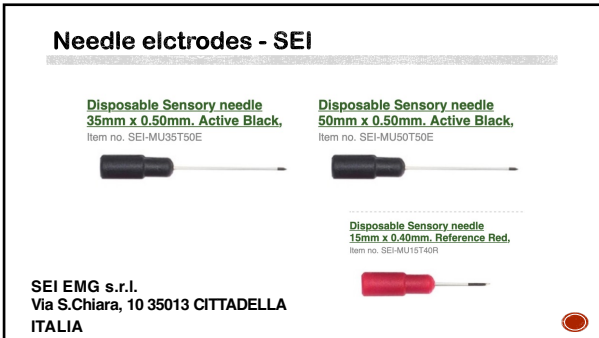 Needle elctrodes - SEI
Disposable Sensory needle
35mm x 0.50mm. Active Black,
Item no. SEI-MU35T50E
Disposable Sensory needle
50mm x 0.50mm. Active Black,
Item no. SEI-MU50T50E
Disposable Sensory needle
15mm x 0.40mm. Reference Red,
Item no. SEI-MU15T40R
SEI EMG s.r.l.
Via S.Chiara, 10 35013 CITTADELLA
ITALIA